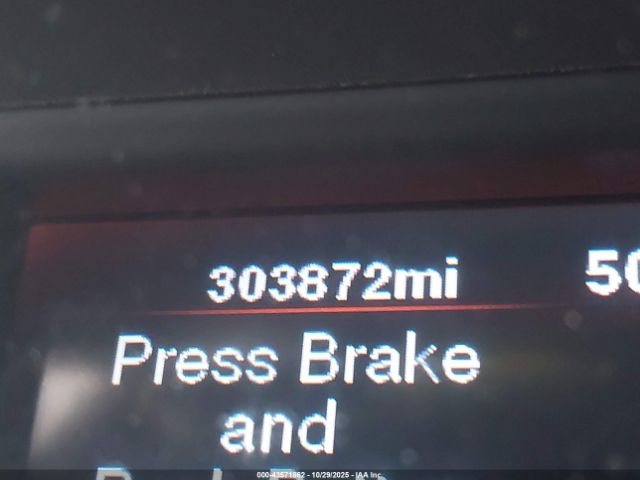 303872mi
Press Brake
and
000-43571862 - 10/29/2025 - IAA Inc.